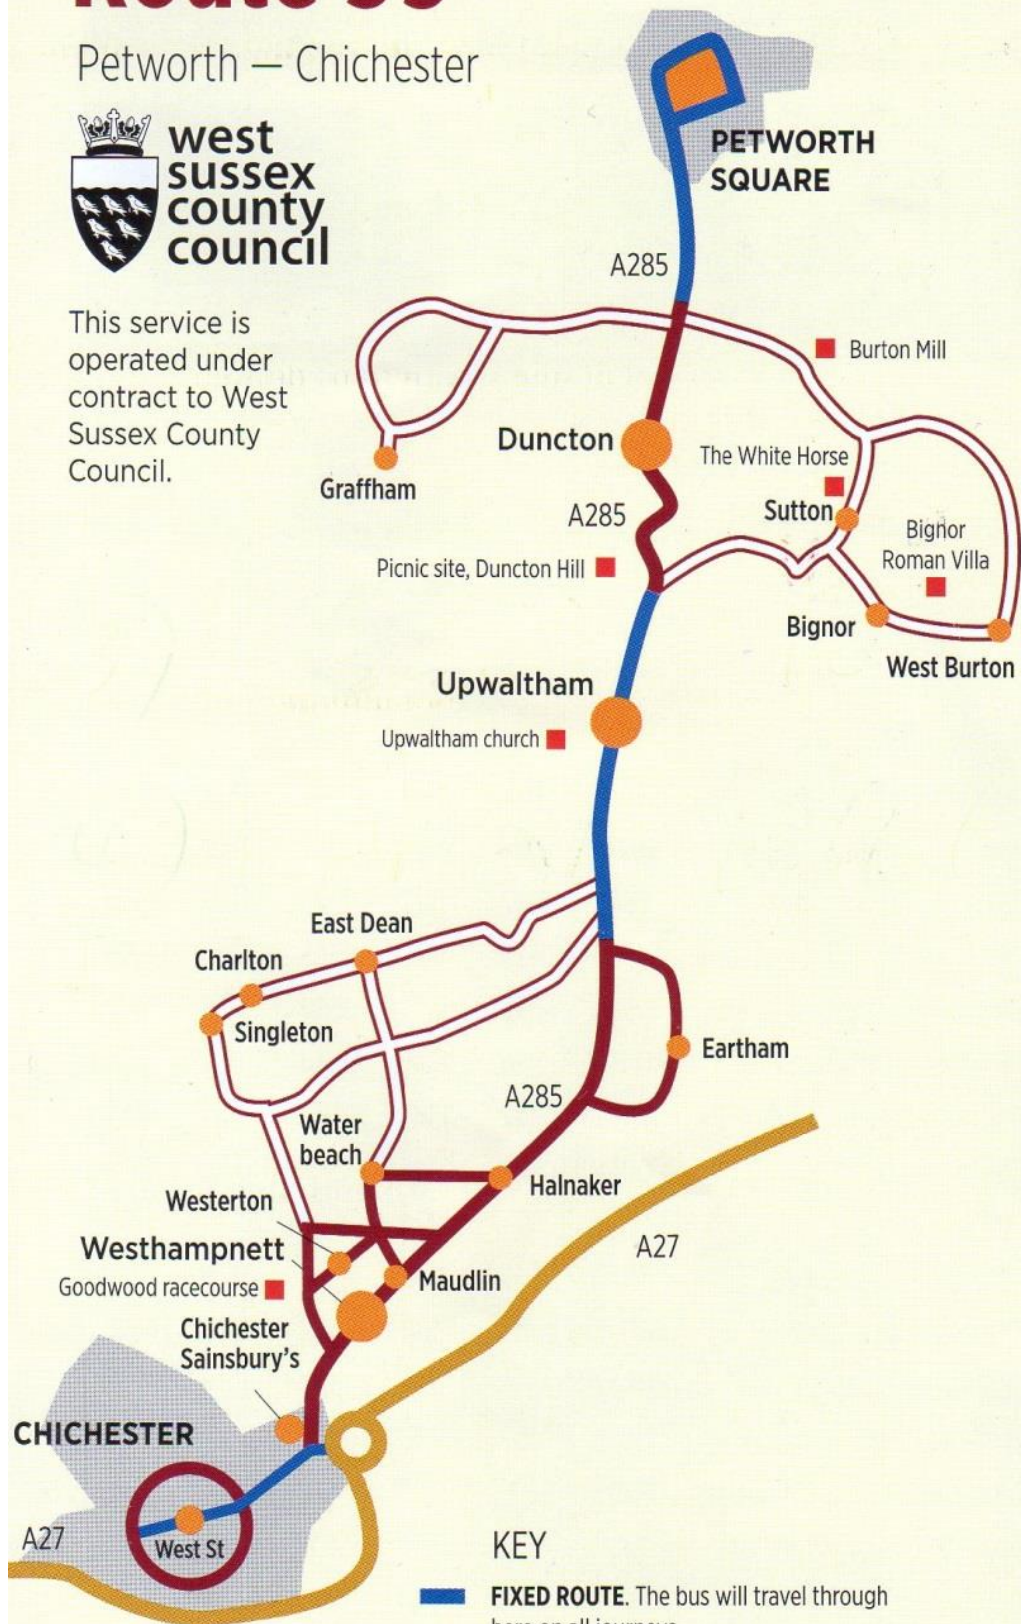 Petworth – Chichester
west
sussex
county
council
This service is
operated under
contract to West
Sussex County
Council.
PETWORTH
SQUARE
A285
Burton Mill
Duncton
The White Horse
Graffham
A285
Sutton
Bignor
Roman Villa
Picnic site, Duncton Hill
Bignor
West Burton
Upwaltham
Upwaltham church
East Dean
Charlton
Singleton
Eartham
A285
Water
beach
Halnaker
Westerton
Westhampnett
A27
Goodwood racecourse
Maudlin
Chichester
Sainsbury's
CHICHESTER
A27
West St
KEY
FIXED ROUTE. The bus will travel through